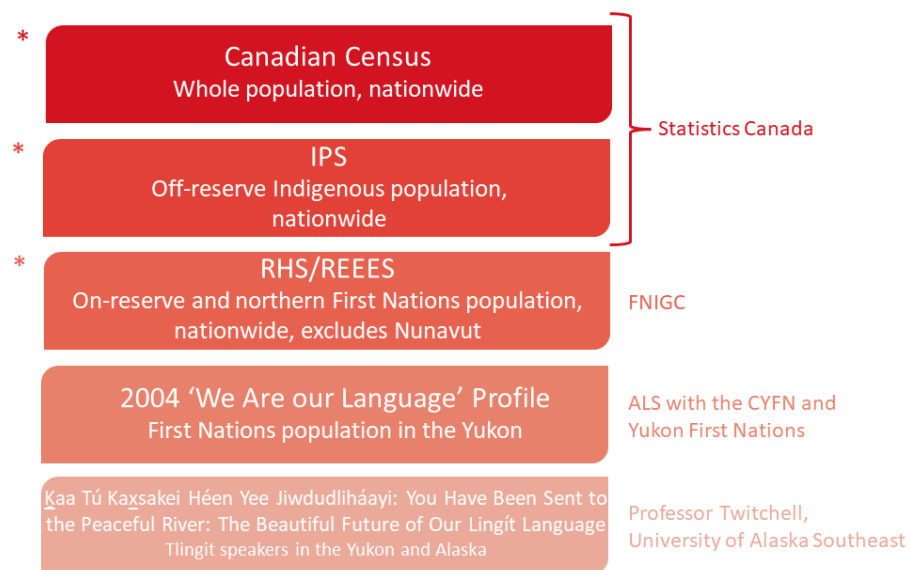 *
Canadian Census
Whole population, nationwide
Statistics Canada
*
IPS
Off-reserve Indigenous population,
nationwide
*
RHS/REEES
On-reserve and northern First Nations population,
nationwide, excludes Nunavut
FNIGC
2004 ‘We Are our Language’ Profile
First Nations population in the Yukon
ALS with the CYFN and
Yukon First Nations
Ḵaa Tú Kax̱sakei Héen Yee Jiwdudliháayi: You Have Been Sent to
the Peaceful River: The Beautiful Future of Our Lingít Language
Tlingit speakers in the Yukon and Alaska
Professor Twitchell,
University of Alaska Southeast